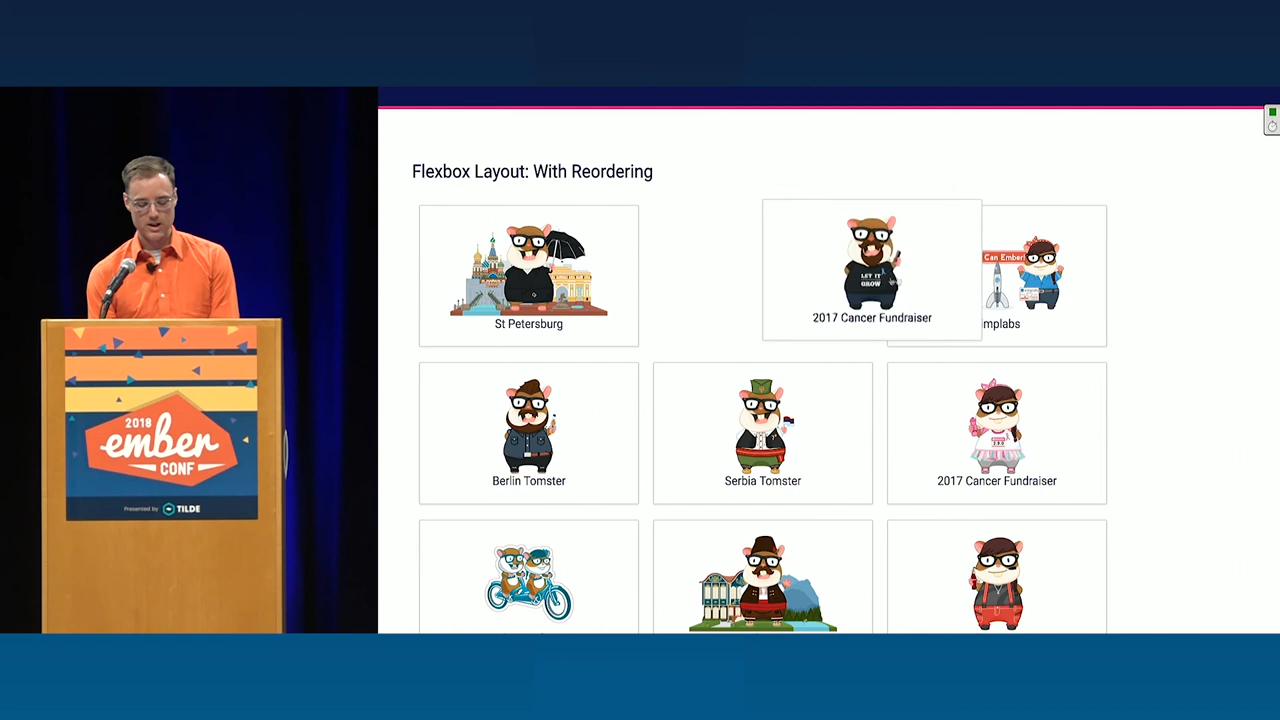 Flexbox Layout: With Reordering
LET IT
GROW
Can Ember!
St Petersburg
2017 Cancer Fundraiser
mplabs
Berlin Tomster
Serbia Tomster
2017 Cancer Fundraiser
2018
ember
CONF
Presented by TILDE